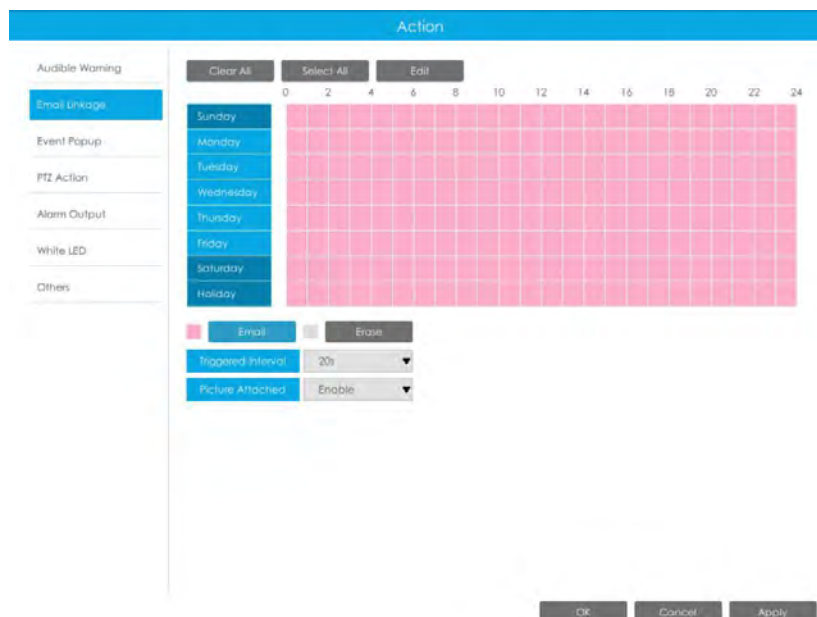 Action
Audible Warning
Email Linkage
Event Popup
PTZ Action
Alarm Output
White LED
Others
Clear All Select All Edit
0 2 4 6 8 10 12 14 16 18 20 22 24
Sunday
Monday
Tuesday
Wednesday
Thursday
Friday
Saturday
Holiday
Email Erase
Triggered Interval 20s
Picture Attached Enable
OK Cancel Apply